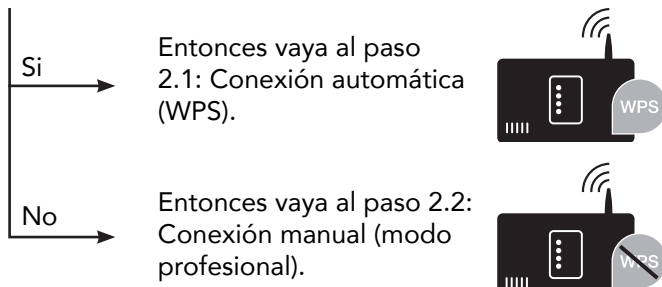 Si
Entonces vaya al paso
2.1: Conexión automática
(WPS).
WPS
No
Entonces vaya al paso 2.2:
Conexión manual (modo
profesional).
WPS